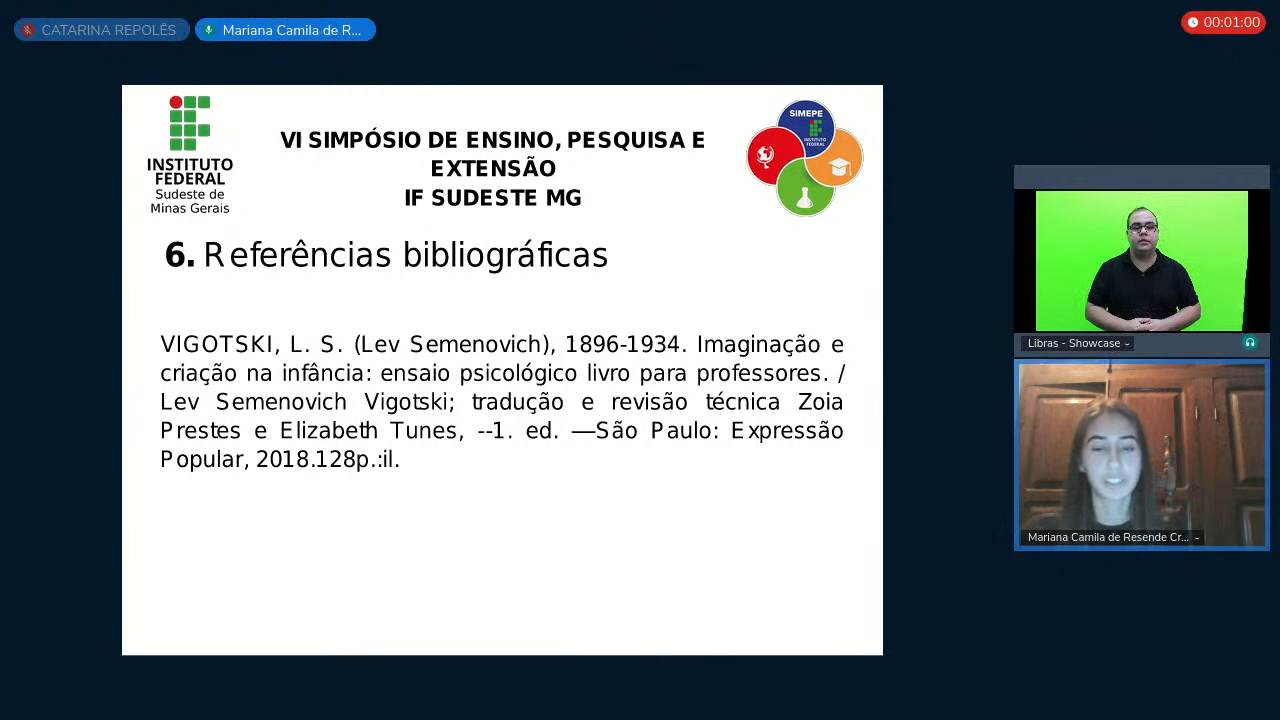 CATARINA REPOLÊS
Mariana Camila de R...
00:01:00
INSTITUTO
FEDERAL
Sudeste de
Minas Gerais
VI SIMPÓSIO DE ENSINO, PESQUISA E
EXTENSÃO
IF SUDESTE MG
SIMEPE
INSTITUTO
FEDERAL
6. Referências bibliográficas
VIGOTSKI, L. S. (Lev Semenovich), 1896-1934. Imaginação e
criação na infância: ensaio psicológico livro para professores. /
Lev Semenovich Vigotski; tradução e revisão técnica Zoia
Prestes e Elizabeth Tunes, --1. ed. —São Paulo: Expressão
Popular, 2018.128p.:il.
Libras - Showcase
Mariana Camila de Resende Cr...